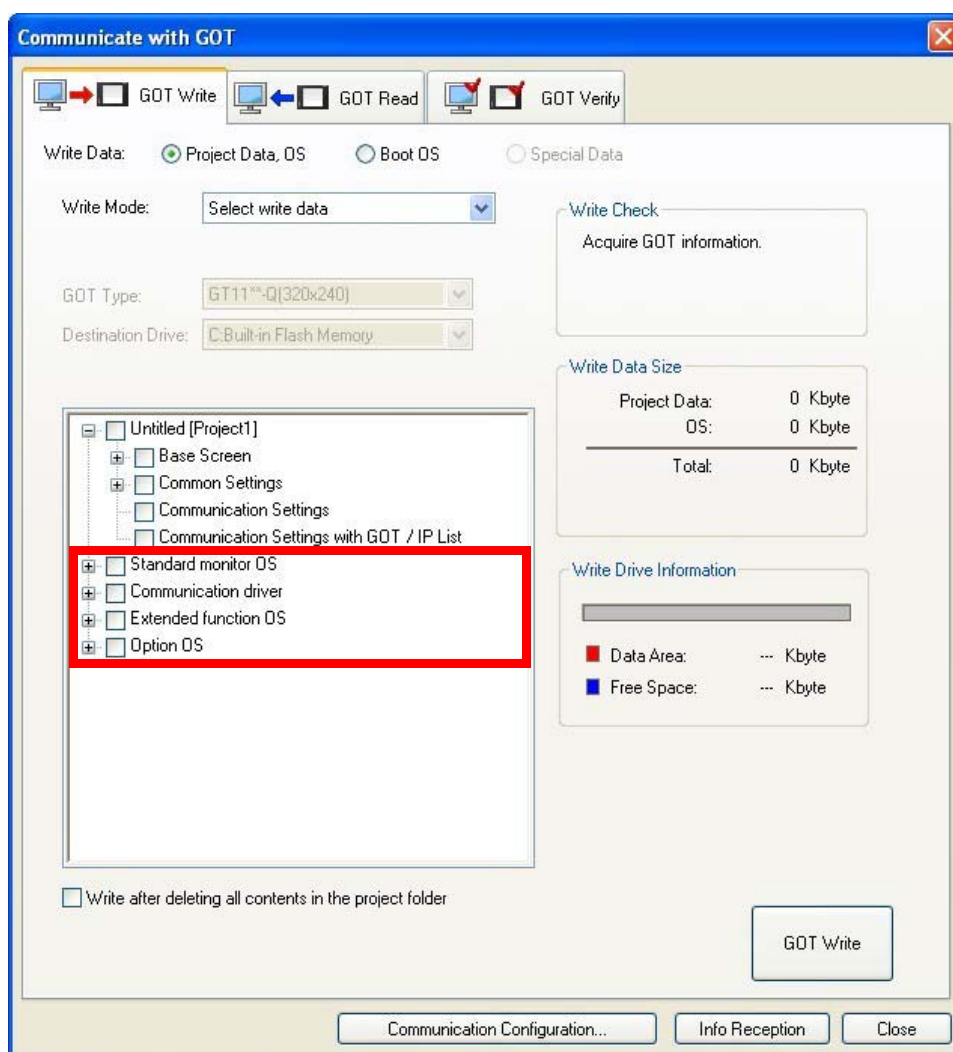 Communicate with GOT
GOT Write GOT Read GOT Verify
Write Data: Project Data, OS Boot OS Special Data
Write Mode: Select write data
Write Check
Acquire GOT information.
GOT Type: GT11**-Q(320x240)
Destination Drive: C:Built-in Flash Memory
Write Data Size
Project Data: 0 Kbyte
OS: 0 Kbyte
Total: 0 Kbyte
Untitled [Project1]
Base Screen
Common Settings
Communication Settings
Communication Settings with GOT / IP List
Standard monitor OS
Communication driver
Extended function OS
Option OS
Write Drive Information
Data Area: --- Kbyte
Free Space: --- Kbyte
Write after deleting all contents in the project folder
GOT Write
Communication Configuration... Info Reception Close